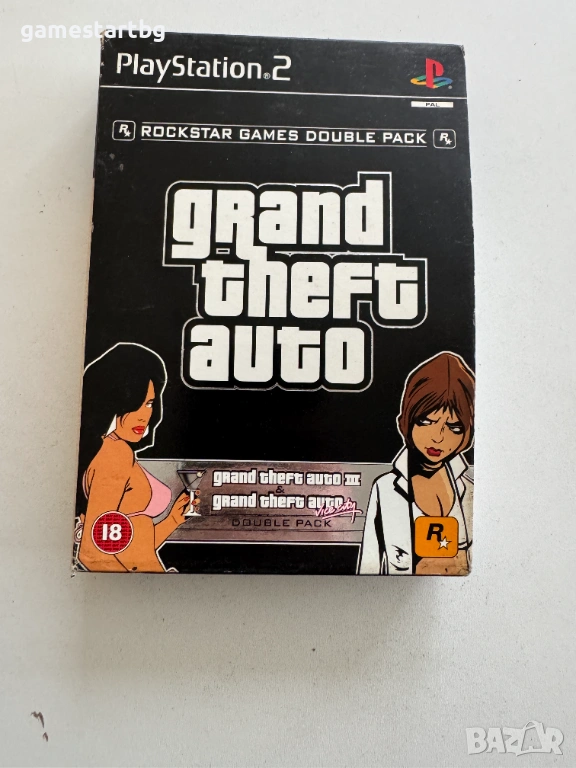 gamestartbg
PlayStation®2
PAL
R★ ROCKSTAR GAMES DOUBLE PACK R★
grand
theft
auto
grand theft auto III
&
grand theft auto
Vice City
DOUBLE PACK
18
R★
BAZAR